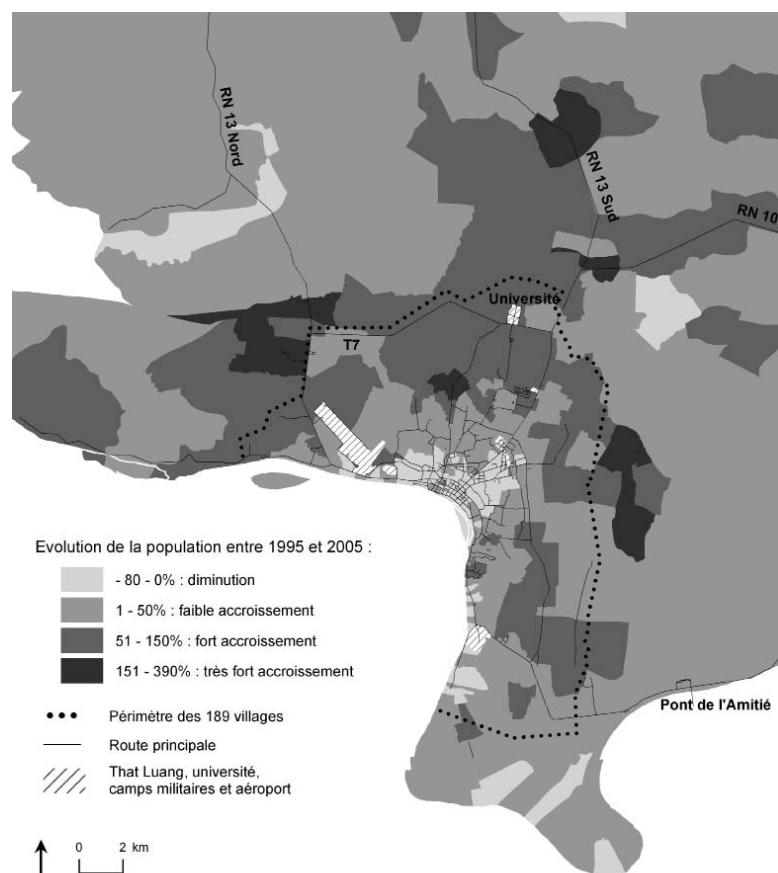 RN 13 Nord
RN 13 Sud
RN 10
Université
T7
Evolution de la population entre 1995 et 2005 :
- 80 - 0% : diminution
1 - 50% : faible accroissement
51 - 150% : fort accroissement
151 - 390% : très fort accroissement
Pont de l'Amitié
Périmètre des 189 villages
Route principale
That Luang, université,
camps militaires et aéroport
0 2 km